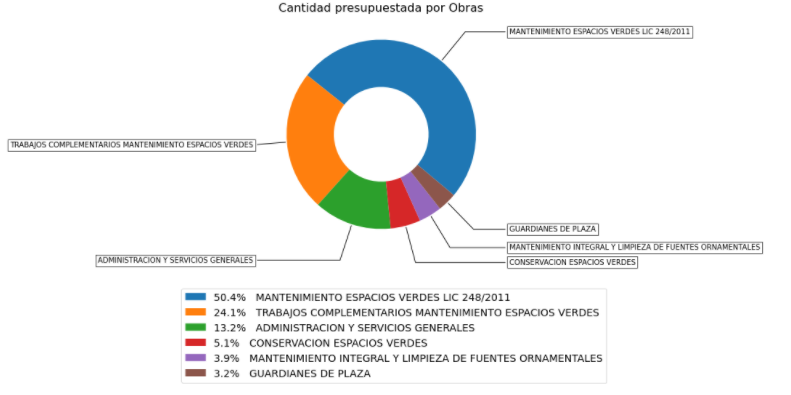 Cantidad presupuestada por Obras
MANTENIMIENTO ESPACIOS VERDES LIC 248/2011
TRABAJOS COMPLEMENTARIOS MANTENIMIENTO ESPACIOS VERDES
GUARDIANES DE PLAZA
MANTENIMIENTO INTEGRAL Y LIMPIEZA DE FUENTES ORNAMENTALES
ADMINISTRACION Y SERVICIOS GENERALES
CONSERVACION ESPACIOS VERDES
50.4% MANTENIMIENTO ESPACIOS VERDES LIC 248/2011
24.1% TRABAJOS COMPLEMENTARIOS MANTENIMIENTO ESPACIOS VERDES
13.2% ADMINISTRACION Y SERVICIOS GENERALES
5.1% CONSERVACION ESPACIOS VERDES
3.9% MANTENIMIENTO INTEGRAL Y LIMPIEZA DE FUENTES ORNAMENTALES
3.2% GUARDIANES DE PLAZA